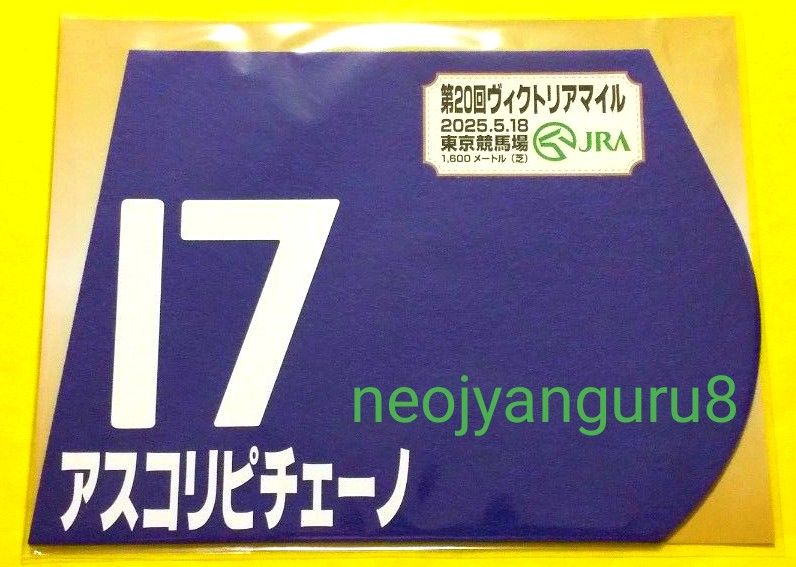 第20回ヴィクトリアマイル
2025.5.18
東京競馬場
1,600メートル（芝）
JRA
17
neojyanguru8
アスコリピチェーノ